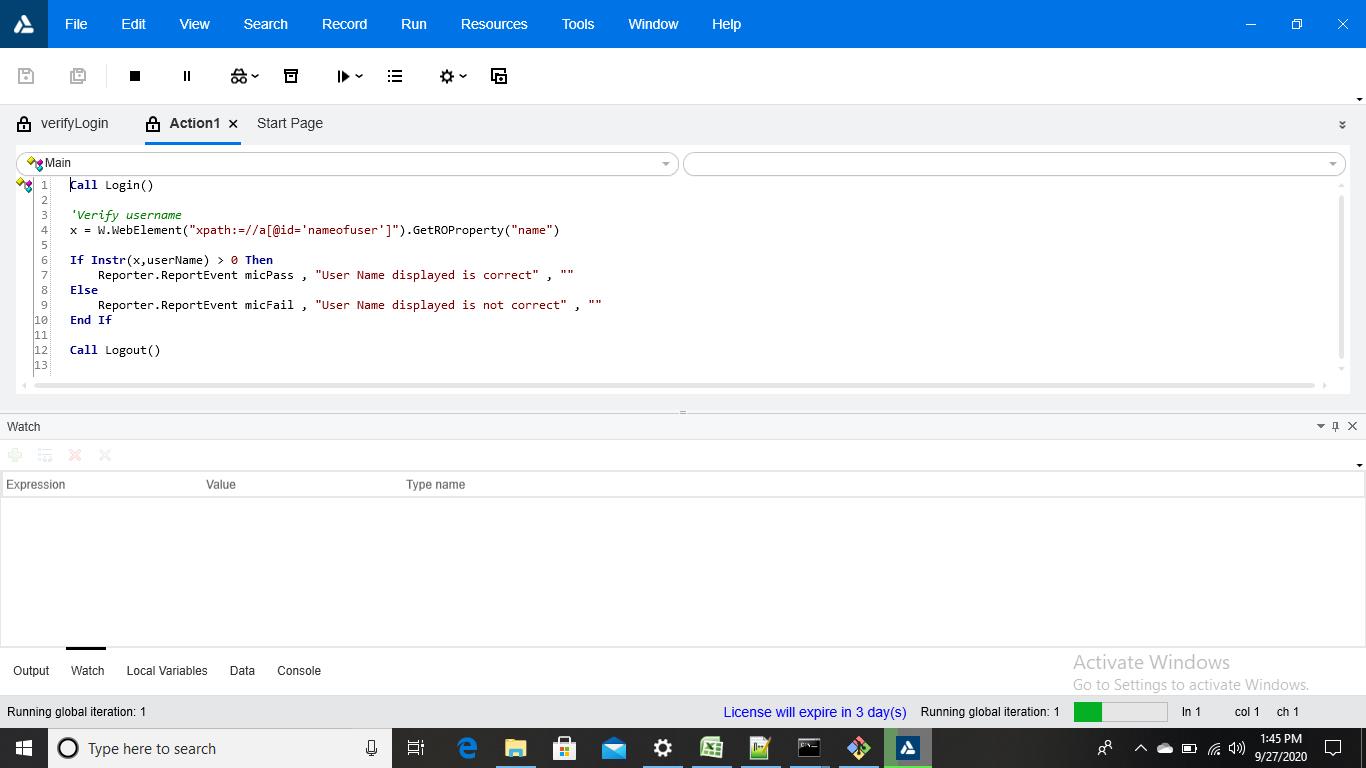 File Edit View Search Record Run Resources Tools Window Help
verifyLogin Action1 Start Page
Main
1 Call Login()
2
3 'Verify username
4 x = W.WebElement("xpath:=//a[@id='nameofuser']").GetROProperty("name")
5
6 If Instr(x,userName) > 0 Then
7 Reporter.ReportEvent micPass , "User Name displayed is correct" , ""
8 Else
9 Reporter.ReportEvent micFail , "User Name displayed is not correct" , ""
10 End If
11
12 Call Logout()
13
Watch
Expression Value Type name
Output Watch Local Variables Data Console
Activate Windows
Go to Settings to activate Windows.
Running global iteration: 1 License will expire in 3 day(s) Running global iteration: 1 ln 1 col 1 ch 1
Type here to search
1:45 PM
9/27/2020